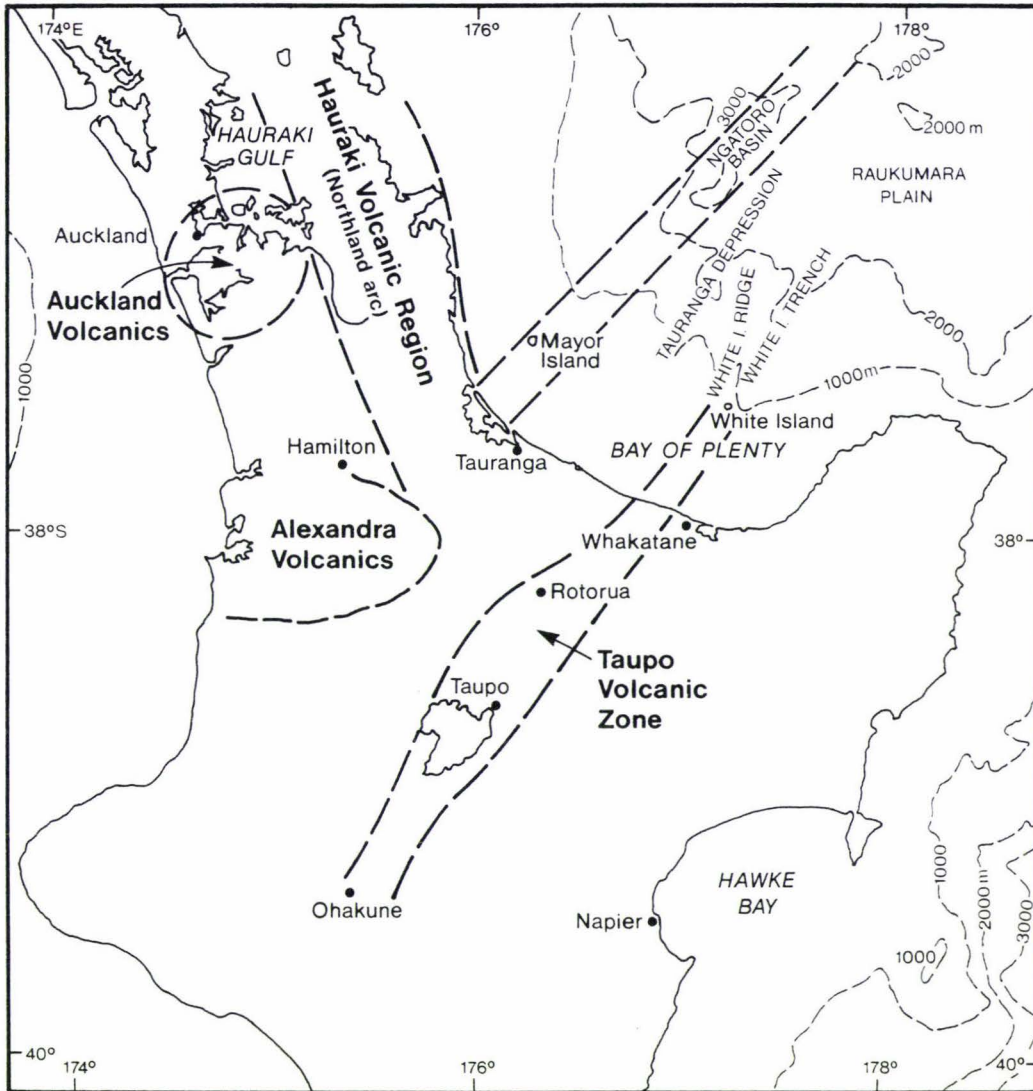 174°E
176°
178°
2000
3000
NGATORO
BASIN
2000 m
HAURAKI
GULF
Hauraki Volcanic Region
(Northland arc)
RAUKUMARA
PLAIN
Auckland
TAURANGA DEPRESSION
WHITE I. RIDGE
WHITE I. TRENCH
Auckland
Volcanics
2000
Mayor
Island
1000
1000m
White Island
Hamilton
Tauranga
BAY OF PLENTY
38°S
Alexandra
Volcanics
Whakatane
38°
Rotorua
Taupo
Volcanic
Zone
Taupo
Ohakune
Napier
HAWKE
BAY
1000
2000m
3000
1000
40°
174°
176°
178°
40°